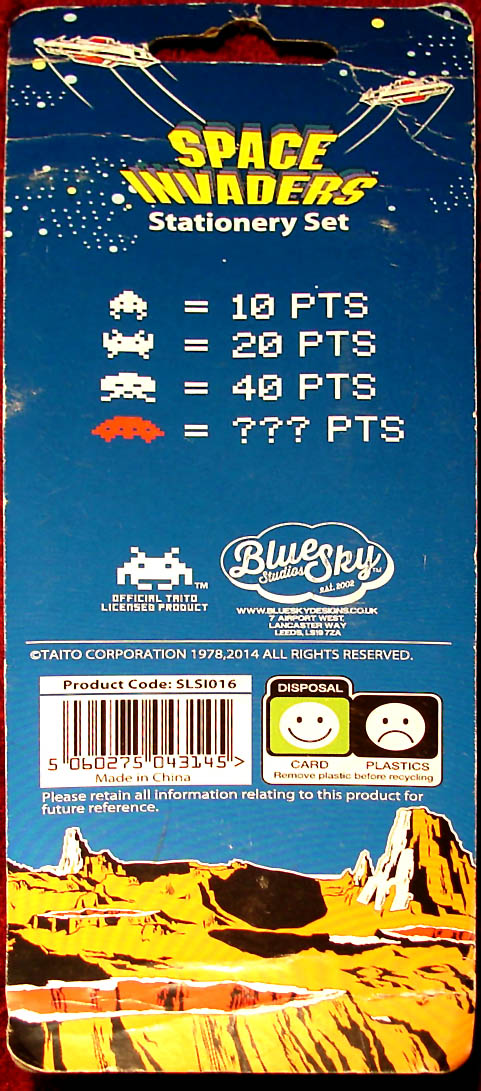 SPACE
INVADERS™
Stationery Set
= 10 PTS
= 20 PTS
= 40 PTS
= ??? PTS
™
OFFICIAL TAITO
LICENSED PRODUCT
BlueSky™
Studios
EST. 2002
WWW.BLUESKYDESIGNS.CO.UK
7 AIRPORT WEST,
LANCASTER WAY
LEEDS, LS19 7ZA
©TAITO CORPORATION 1978,2014 ALL RIGHTS RESERVED.
Product Code: SLSI016
5 060275 043145 >
Made in China
DISPOSAL
CARD PLASTICS
Remove plastic before recycling
Please retain all information relating to this product for
future reference.